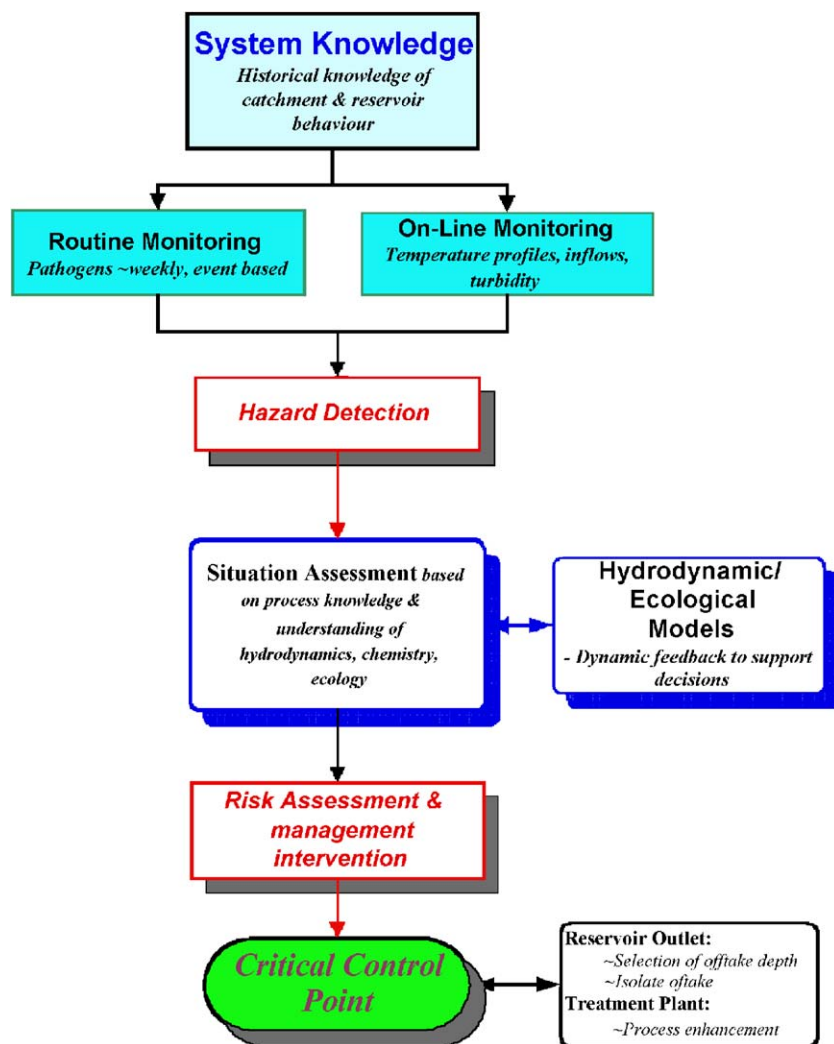 System Knowledge
Historical knowledge of
catchment & reservoir
behaviour
Routine Monitoring
Pathogens ~weekly, event based
On-Line Monitoring
Temperature profiles, inflows,
turbidity
Hazard Detection
Situation Assessment based
on process knowledge &
understanding of
hydrodynamics, chemistry,
ecology
Hydrodynamic/
Ecological
Models
- Dynamic feedback to support
decisions
Risk Assessment &
management
intervention
Critical Control
Point
Reservoir Outlet:
~Selection of offtake depth
~Isolate oftake
Treatment Plant:
~Process enhancement